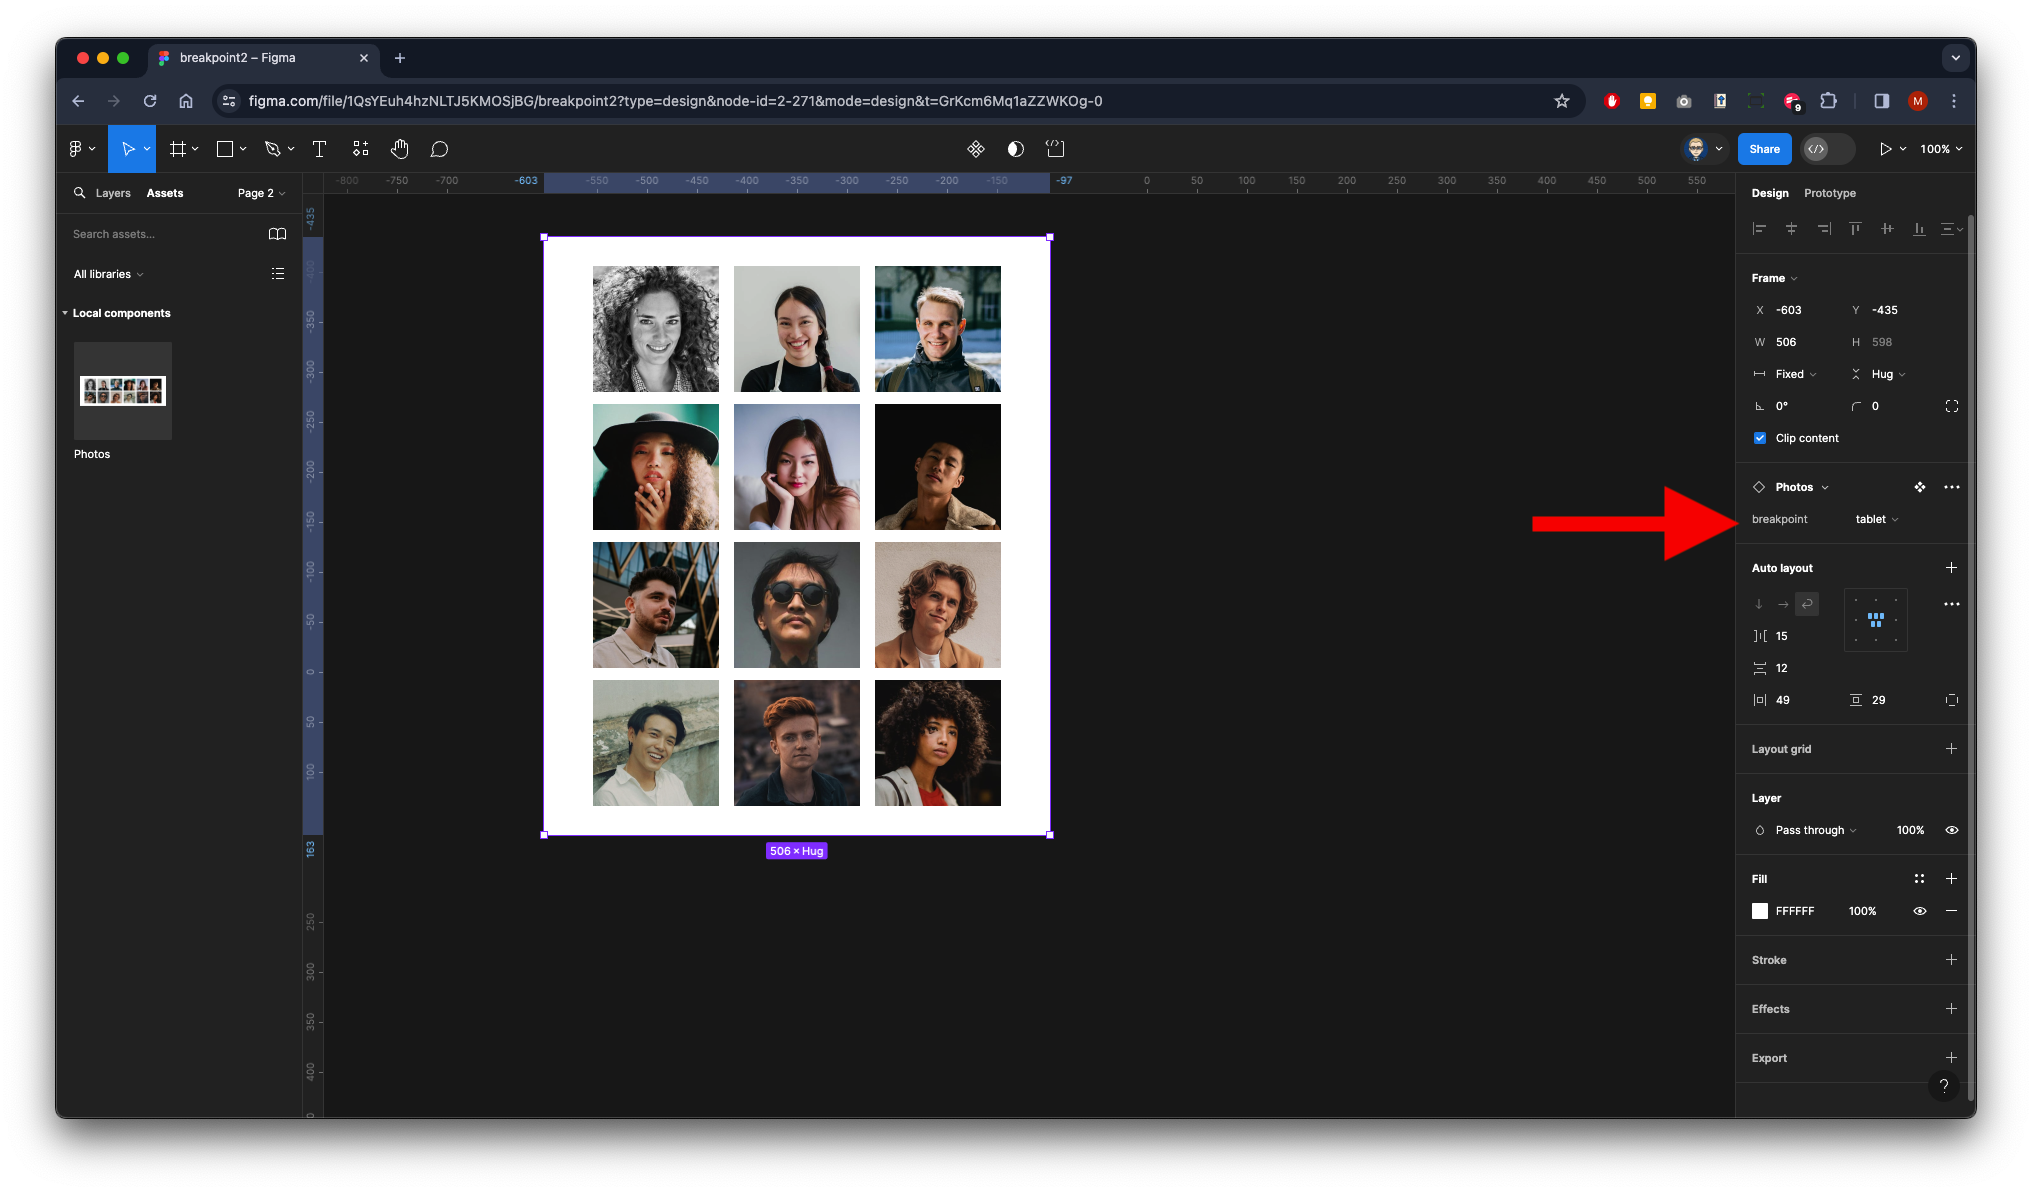 breakpoint2 – Figma
figma.com/file/1QsYEuh4hzNLTJ5KMOSjBG/breakpoint2?type=design&node-id=2-271&mode=design&t=GrKcm6Mq1aZZWKOg-0
9
M
T
Share
100%
Layers Assets Page 2
-800 -750 -700 -603 -550 -500 -450 -400 -350 -300 -250 -200 -150 -97 0 50 100 150 200 250 300 350 400 450 500 550
Design Prototype
Search assets...
All libraries
Local components
Photos
-435
-400
-350
-300
-250
-200
-150
-100
-50
0
50
100
163
250
300
350
400
506 × Hug
Frame
X -603 Y -435
W 506 H 598
Fixed Hug
0° 0
Clip content
Photos
breakpoint tablet
Auto layout
15
12
49 29
Layout grid
Layer
Pass through 100%
Fill
FFFFFF 100%
Stroke
Effects
Export
?